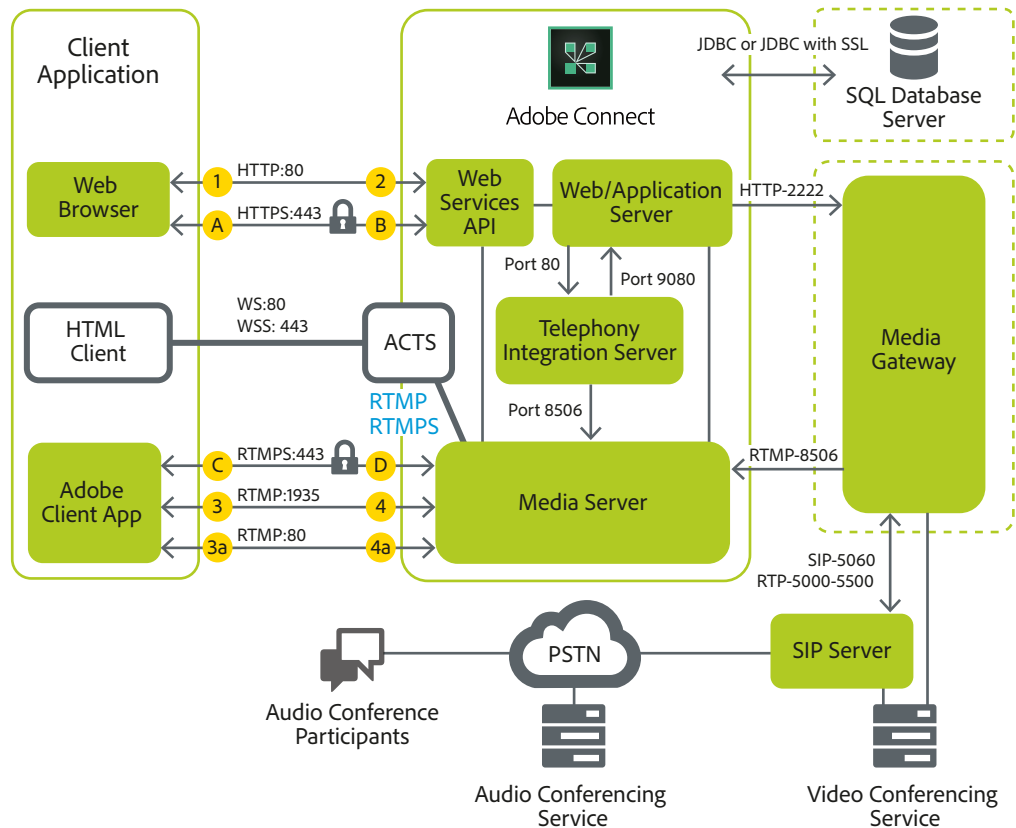 Client
Application
Adobe Connect
JDBC or JDBC with SSL
SQL Database
Server
Web
Browser
1
HTTP:80
2
A
HTTPS:443
B
Web
Services
API
Web/Application
Server
HTTP-2222
Port 80
Port 9080
HTML
Client
WS:80
WSS: 443
ACTS
RTMP
RTMPS
Telephony
Integration Server
Port 8506
Media
Gateway
Adobe
Client App
C
RTMPS:443
D
3
RTMP:1935
4
3a
RTMP:80
4a
Media Server
RTMP-8506
SIP-5060
RTP-5000-5500
Audio Conference
Participants
PSTN
SIP Server
Audio Conferencing
Service
Video Conferencing
Service